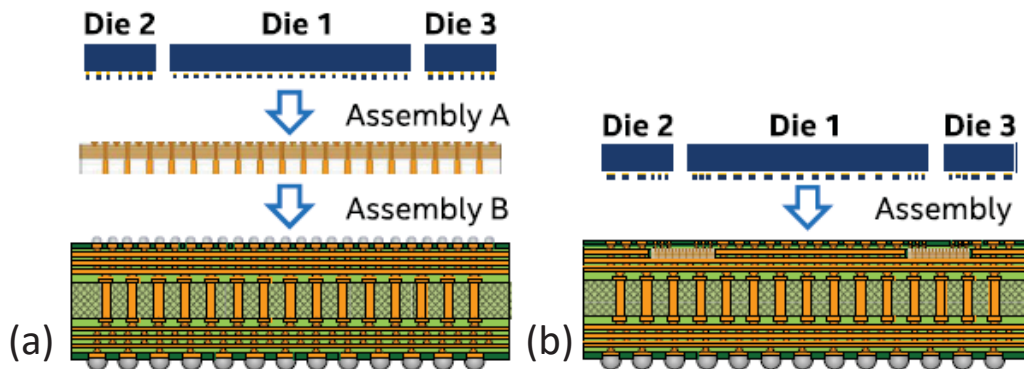 Die 2 Die 1 Die 3
Assembly A
Assembly B
(a)
Die 2 Die 1 Die 3
Assembly
(b)